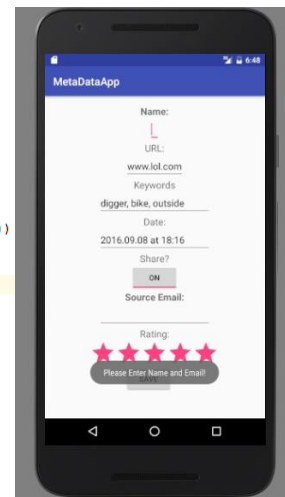 )
6:48
MetaDataApp
Name:
URL:
www.lol.com
Keywords
digger, bike, outside
Date:
2016.09.08 at 18:16
Share?
ON
Source Email:
Rating:
Please Enter Name and Email!
SAVE